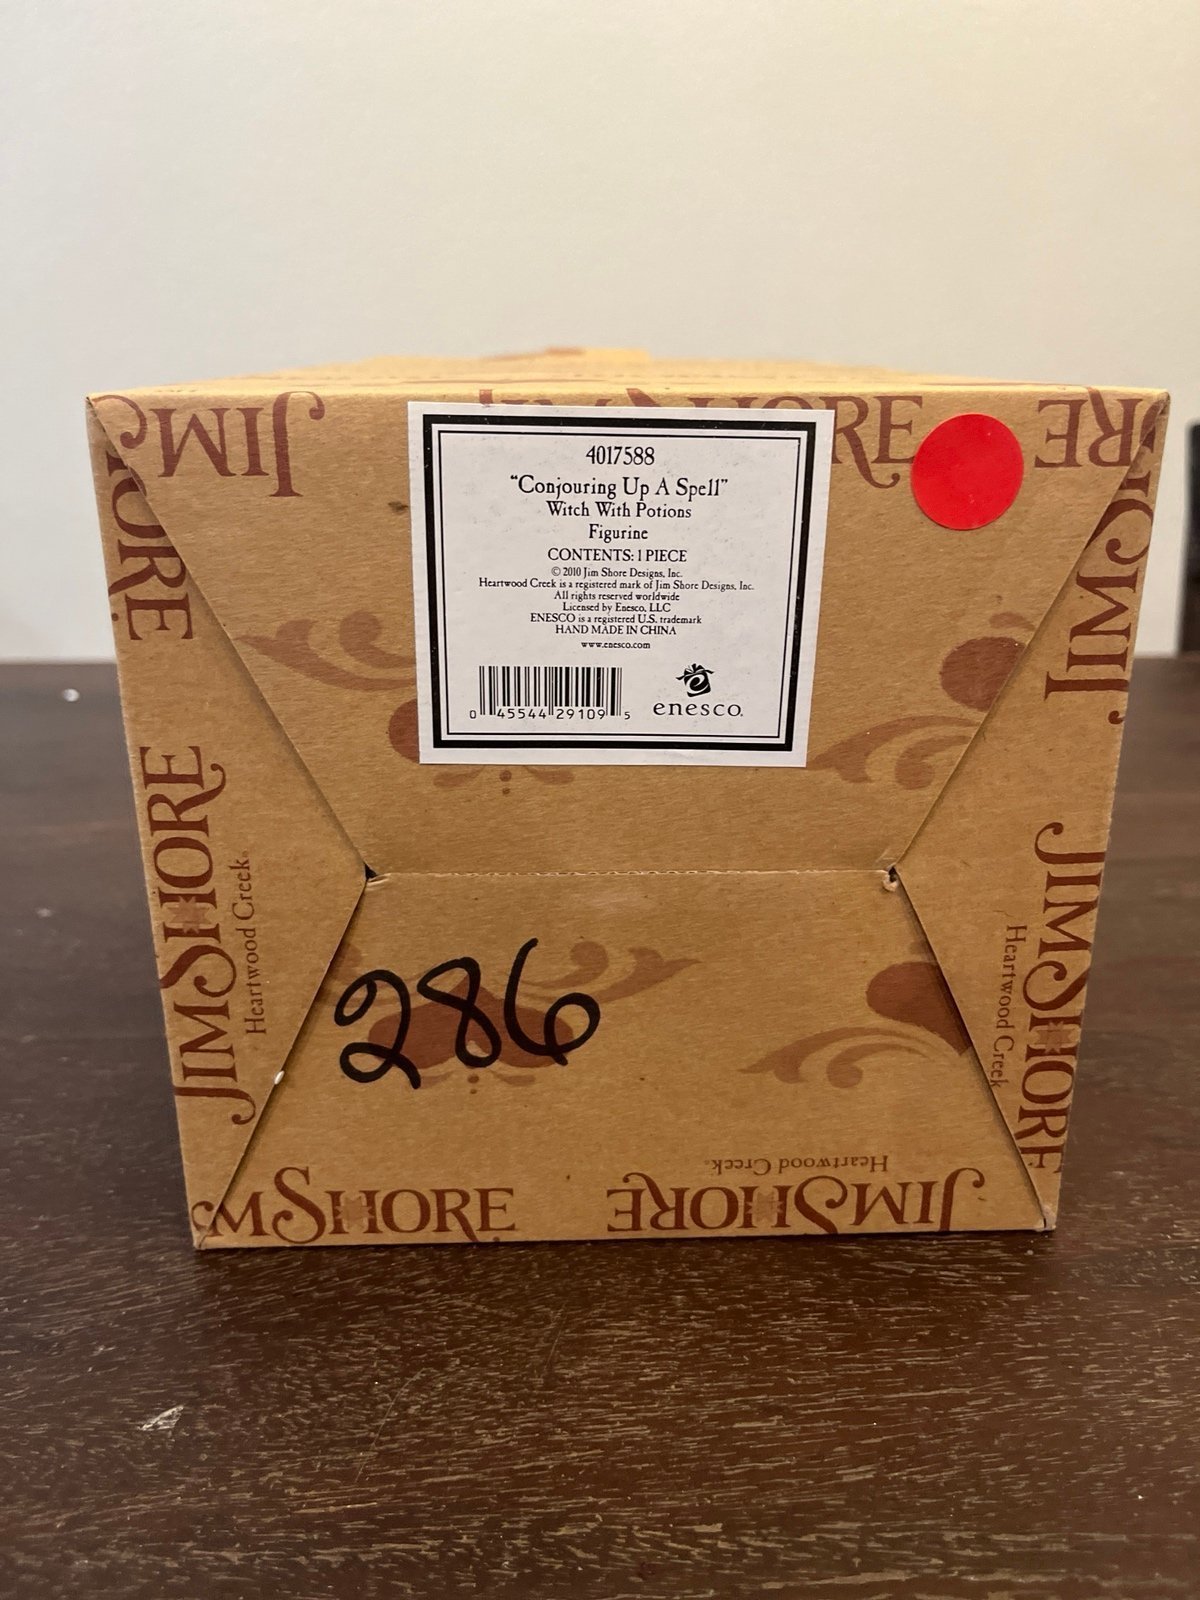 JIM
SHORE
JIM SHORE
RE
4017588
"Conjouring Up A Spell"
Witch With Potions
Figurine
CONTENTS: 1 PIECE
© 2010 Jim Shore Designs, Inc.
Heartwood Creek is a registered mark of Jim Shore Designs, Inc.
All rights reserved worldwide
Licensed by Enesco, LLC
ENESCO is a registered U.S. trademark
HAND MADE IN CHINA
www.enesco.com
0 45544 29109 5
enesco.
JIM SHORE
Heartwood Creek®
JIM
JIM SHORE
Heartwood Creek
286
Heartwood Creek®
M SHORE
JIM SHORE